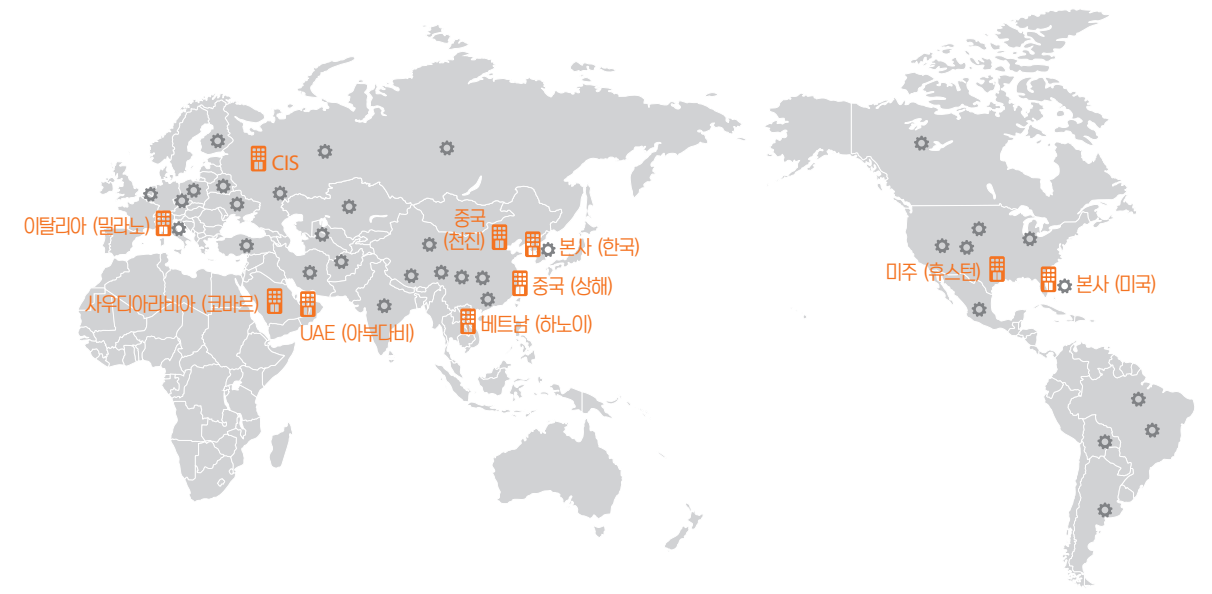 CIS
중국
(천진)
이탈리아 (밀라노)
본사 (한국)
미주 (휴스턴)
중국 (상해)
본사 (미국)
사우디아라비아 (코바르)
베트남 (하노이)
UAE (아부다비)